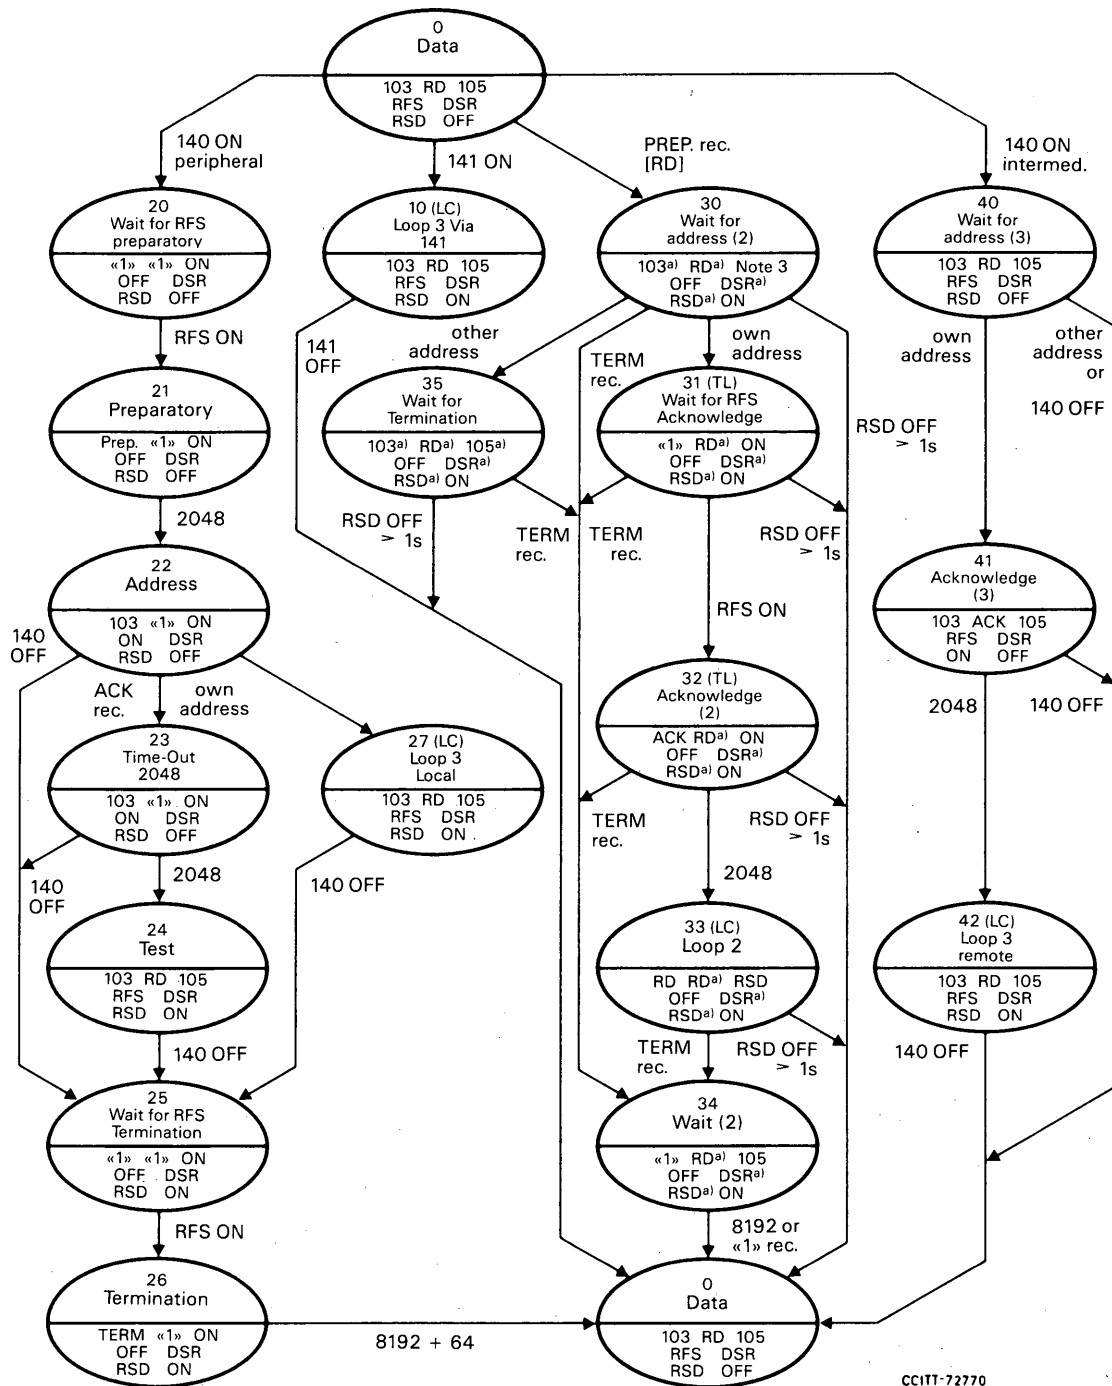 0
Data
103 RD 105
RFS DSR
RSD OFF
140 ON
peripheral
141 ON
PREP. rec.
[RD]
140 ON
intermed.
20
Wait for RFS
preparatory
«1» «1» ON
OFF DSR
RSD OFF
10 (LC)
Loop 3 Via
141
103 RD 105
RFS DSR
RSD ON
30
Wait for
address (2)
103a) RDa) Note 3
OFF DSRa)
RSDa) ON
40
Wait for
address (3)
103 RD 105
RFS DSR
RSD OFF
RFS ON
141
OFF
other
address
TERM
rec.
own
address
RSD OFF
> 1s
own
address
other
address
or
140 OFF
21
Preparatory
Prep. «1» ON
OFF DSR
RSD OFF
35
Wait for
Termination
103a) RDa) 105a)
OFF DSRa)
RSDa) ON
31 (TL)
Wait for RFS
Acknowledge
«1» RDa) ON
OFF DSRa)
RSDa) ON
2048
RSD OFF
> 1s
TERM
rec.
TERM
rec.
RSD OFF
> 1s
22
Address
103 «1» ON
ON DSR
RSD OFF
RFS ON
41
Acknowledge
(3)
103 ACK 105
RFS DSR
ON OFF
140
OFF
ACK
rec.
own
address
2048
140 OFF
23
Time-Out
2048
103 «1» ON
ON DSR
RSD OFF
27 (LC)
Loop 3
Local
103 RD 105
RFS DSR
RSD ON
32 (TL)
Acknowledge
(2)
ACK RDa) ON
OFF DSRa)
RSDa) ON
TERM
rec.
RSD OFF
> 1s
140
OFF
2048
140 OFF
2048
24
Test
103 RD 105
RFS DSR
RSD ON
33 (LC)
Loop 2
RD RDa) RSD
OFF DSRa)
RSDa) ON
42 (LC)
Loop 3
remote
103 RD 105
RFS DSR
RSD ON
140 OFF
TERM
rec.
RSD OFF
> 1s
140 OFF
25
Wait for RFS
Termination
«1» «1» ON
OFF DSR
RSD ON
34
Wait (2)
«1» RDa) 105
OFF DSRa)
RSDa) ON
RFS ON
8192 or
«1» rec.
26
Termination
TERM «1» ON
OFF DSR
RSD ON
8192 + 64
0
Data
103 RD 105
RFS DSR
RSD OFF
CCITT-72770